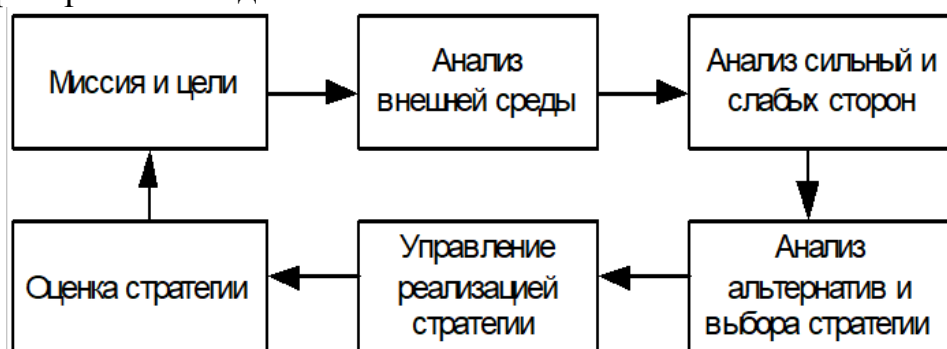 Миссия и цели
Анализ
внешней среды
Анализ сильный и
слабых сторон
Оценка стратегии
Управление
реализацией
стратегии
Анализ
альтернатив и
выбора стратегии